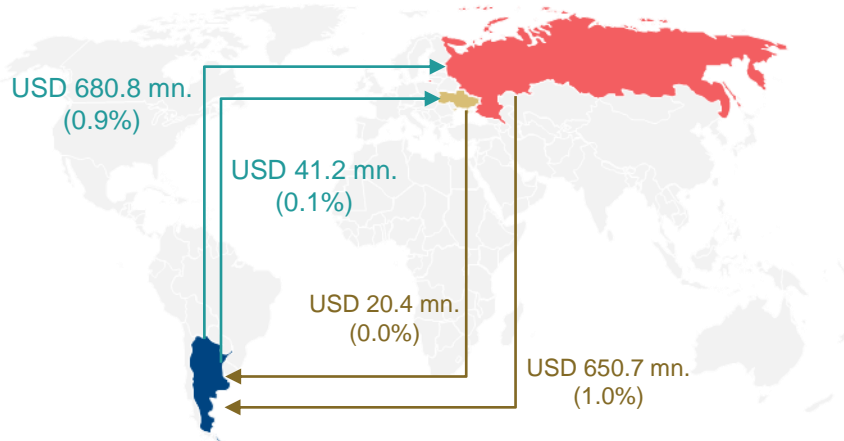 USD 680.8 mn.
(0.9%)
USD 41.2 mn.
(0.1%)
USD 20.4 mn.
(0.0%)
USD 650.7 mn.
(1.0%)